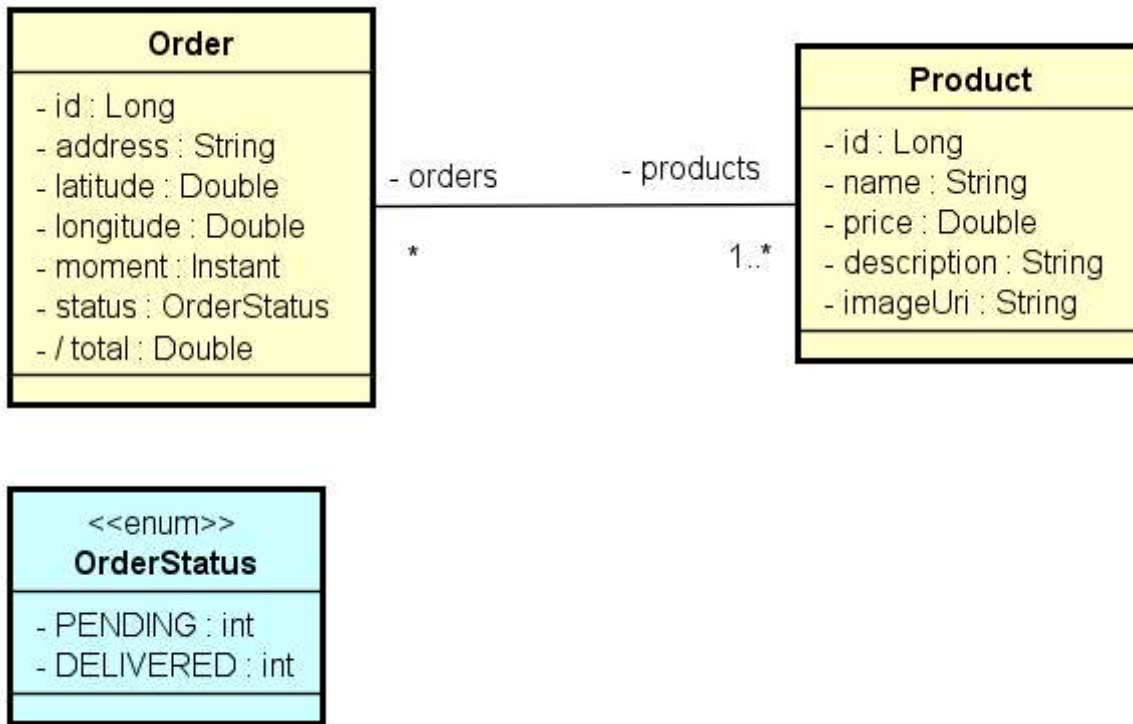 Order
- id : Long
- address : String
- latitude : Double
- longitude : Double
- moment : Instant
- status : OrderStatus
- / total : Double
- orders
*
- products
1..*
Product
- id : Long
- name : String
- price : Double
- description : String
- imageUri : String
<<enum>>
OrderStatus
- PENDING : int
- DELIVERED : int